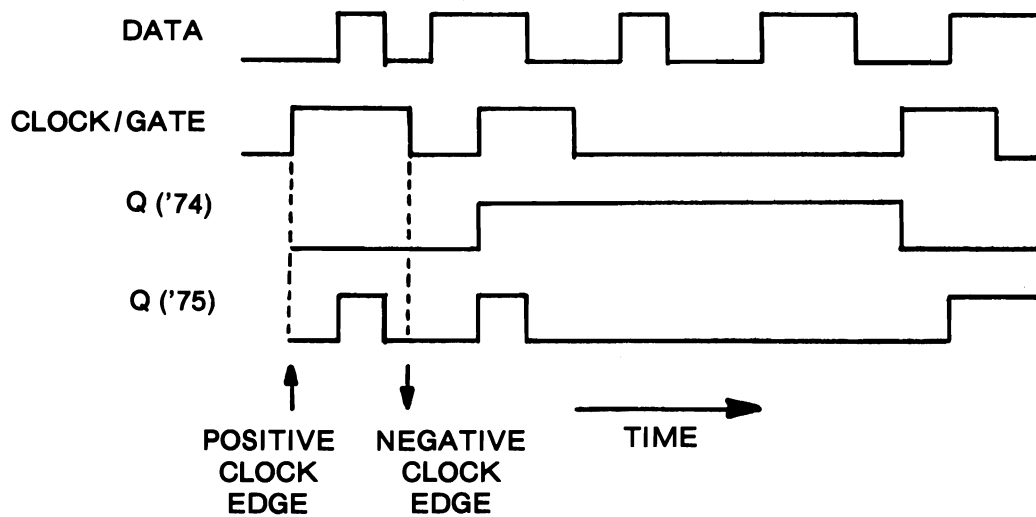 DATA
CLOCK/GATE
Q ('74)
Q ('75)
POSITIVE
CLOCK
EDGE
NEGATIVE
CLOCK
EDGE
TIME